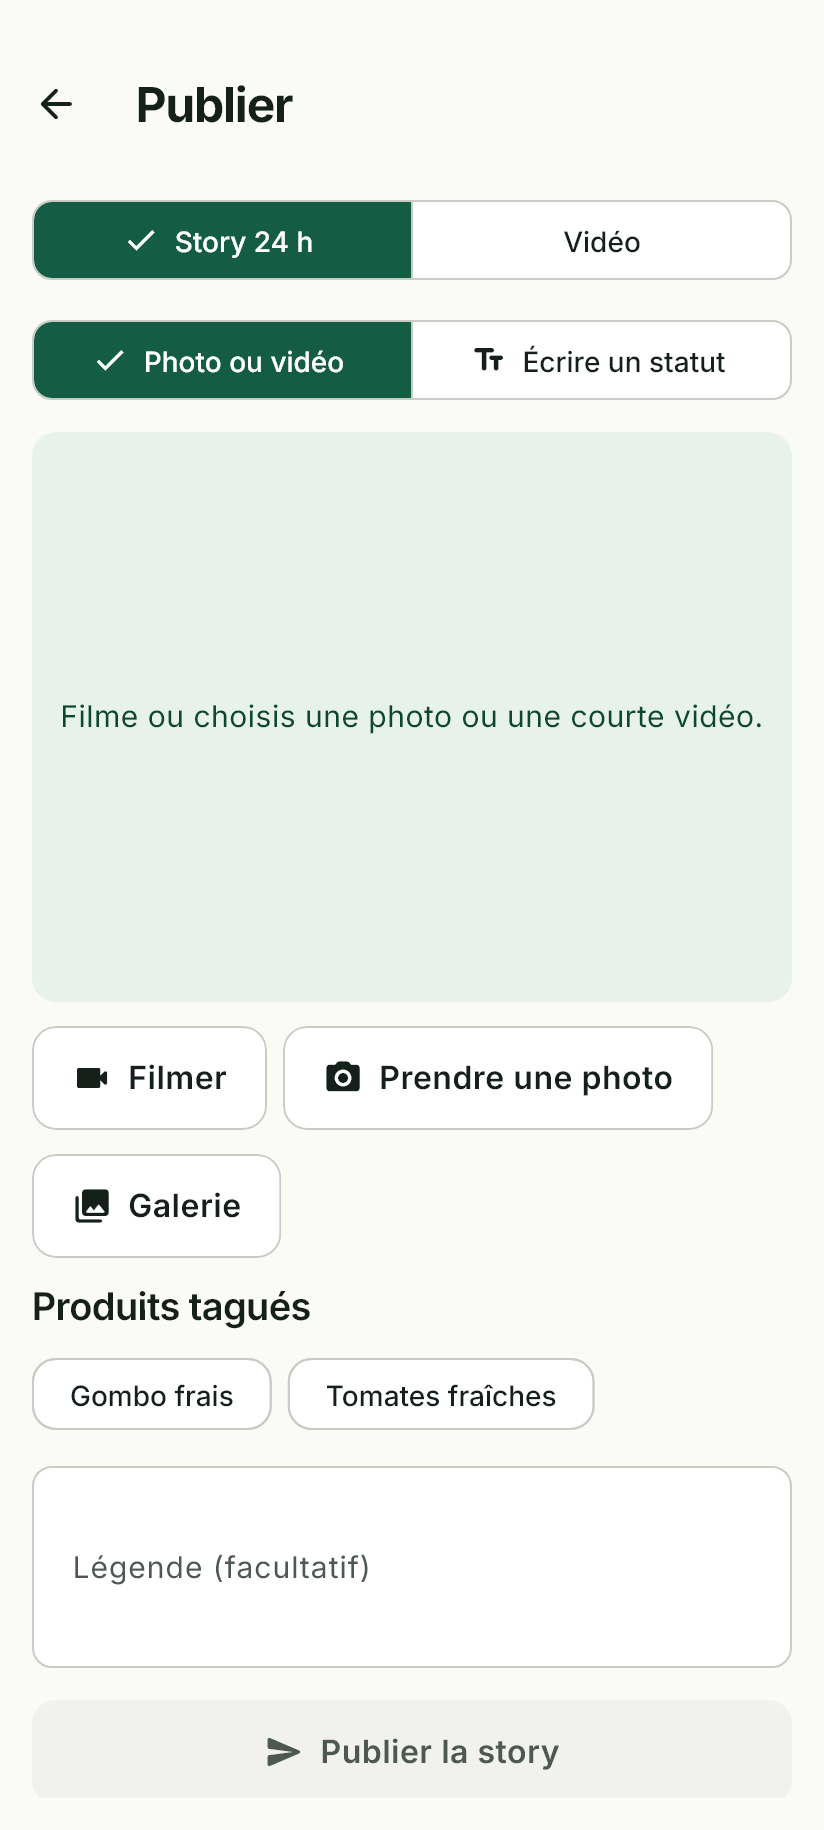 Publier
Story 24 h
Vidéo
Photo ou vidéo
Écrire un statut
Filme ou choisis une photo ou une courte vidéo.
Filmer
Prendre une photo
Galerie
Produits tagués
Gombo frais
Tomates fraîches
Légende (facultatif)
Publier la story